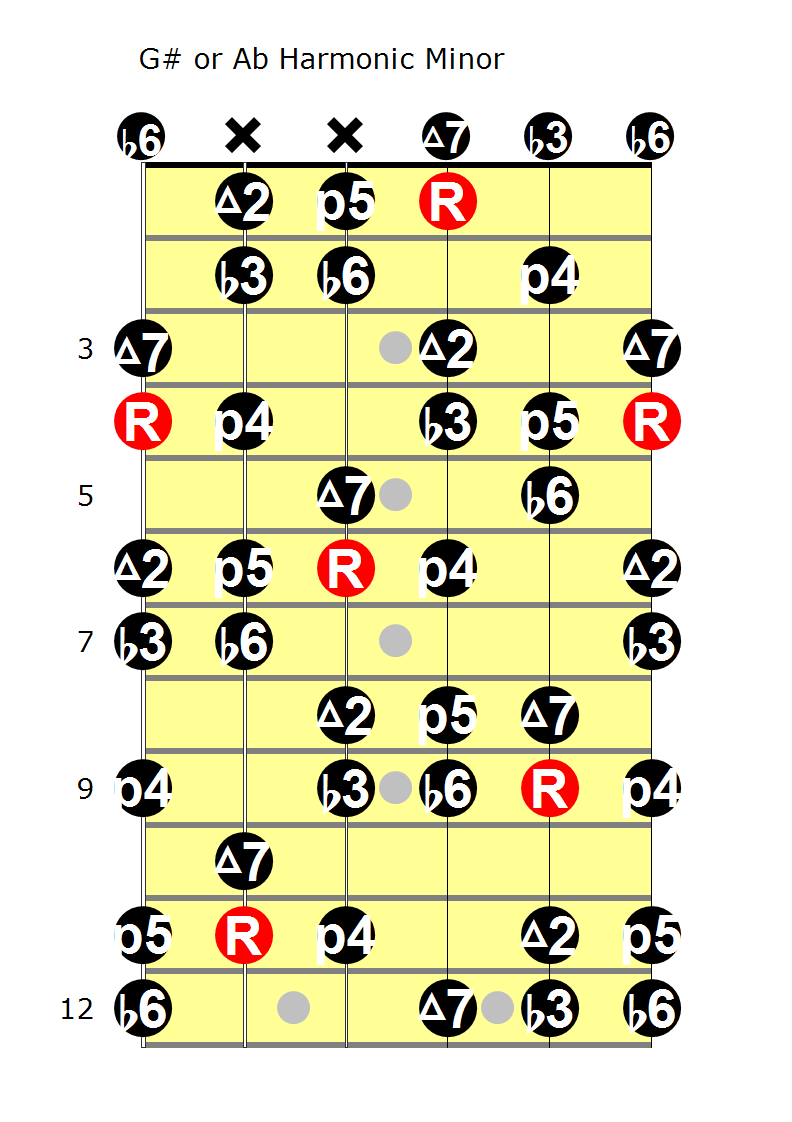 G# or Ab Harmonic Minor
♭6 × × Δ7 ♭3 ♭6
Δ2 p5 R
♭3 ♭6 p4
3 Δ7 Δ2 Δ7
R p4 ♭3 p5 R
5 Δ7 ♭6
Δ2 p5 R p4 Δ2
7 ♭3 ♭6 ♭3
Δ2 p5 Δ7
9 p4 ♭3 ♭6 R p4
Δ7
p5 R p4 Δ2 p5
12 ♭6 Δ7 ♭3 ♭6